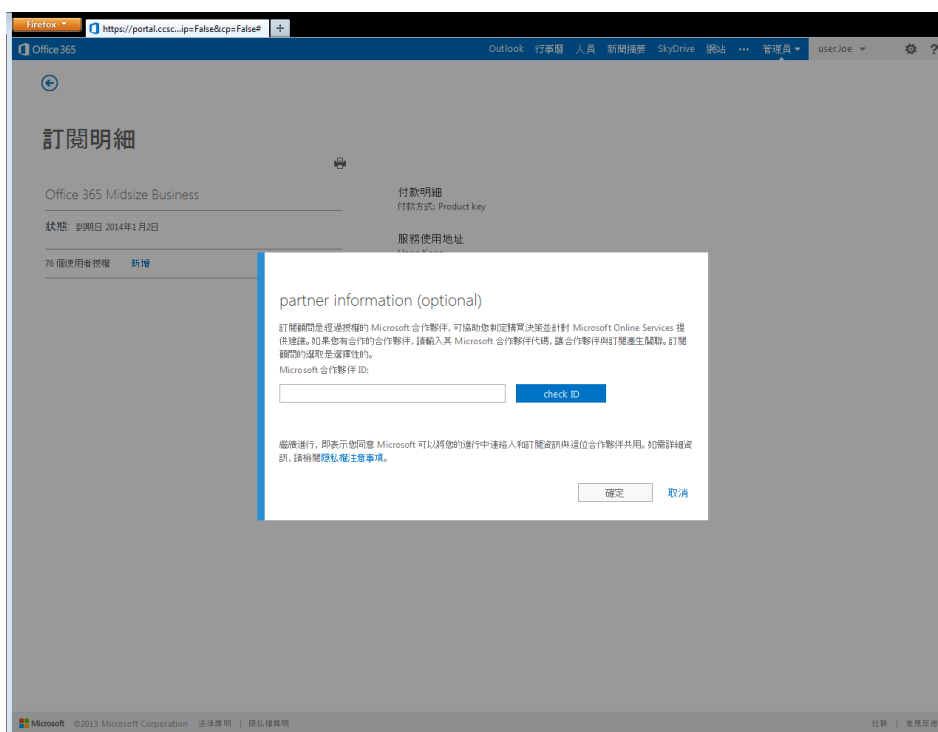 Firefox
https://portal.ccsc...ip=False&cp=False#
+
Office 365
Outlook 行事曆 人員 新聞摘要 SkyDrive 網站 ... 管理員 userJoe ?
訂閱明細
Office 365 Midsize Business
狀態: 到期日 2014年1月2日
76 個使用者授權 新增
付款明細
付款方式: Product key
服務使用地址
Hong Kong
partner information (optional)
訂閱顧問是經過授權的 Microsoft 合作夥伴，可協助您制定購買決策並針對 Microsoft Online Services 提
供建議。如果您有合作的合作夥伴，請輸入其 Microsoft 合作夥伴代碼，讓合作夥伴與訂閱產生關聯。訂閱
顧問的選取是選擇性的。
Microsoft 合作夥伴 ID:
check ID
繼續進行，即表示您同意 Microsoft 可以將您的進行中連絡人和訂閱資訊與這位合作夥伴共用。如需詳細資
訊，請檢閱隱私權注意事項。
確定 取消
Microsoft ©2013 Microsoft Corporation 法律聲明 | 隱私權聲明
社群 | 意見反應